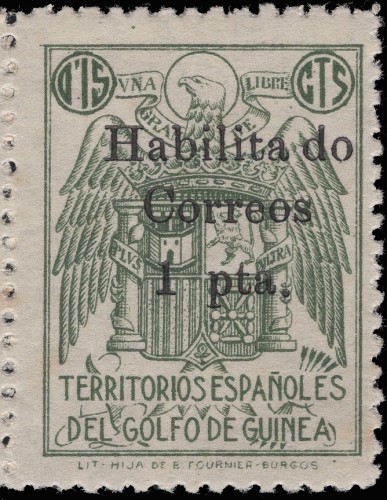 0'15 VNA LIBRE CTS
GRANDE
Habilita do
Correos
1 pta.
PLVS VLTRA
TERRITORIOS ESPAÑOLES
DEL GOLFO DE GUINEA
LIT-HIJA DE B. FOURNIER-BURGOS